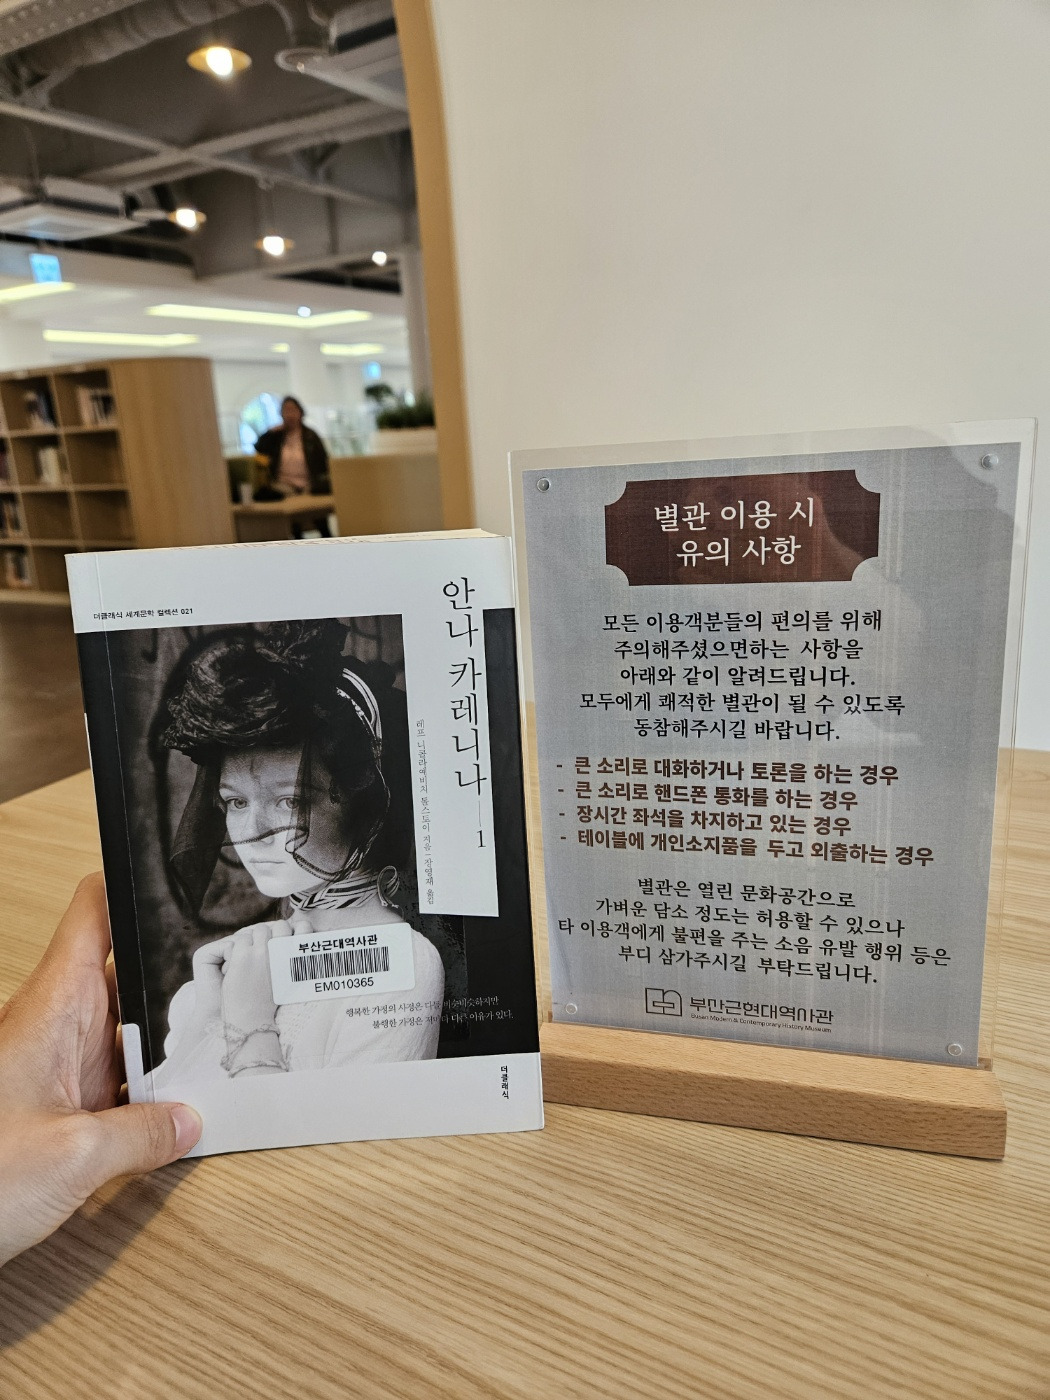 더클래식 세계문학 컬렉션 021
안나 카레니나 1
레프 니콜라예비치 톨스토이 지음 | 장영재 옮김
부산근대역사관
EM010365
행복한 가정의 사정은 다들 비슷비슷하지만
불행한 가정은 저마다 다른 이유가 있다.
더클래식
별관 이용 시
유의 사항
모든 이용객분들의 편의를 위해
주의해주셨으면하는 사항을
아래와 같이 알려드립니다.
모두에게 쾌적한 별관이 될 수 있도록
동참해주시길 바랍니다.
- 큰 소리로 대화하거나 토론을 하는 경우
- 큰 소리로 핸드폰 통화를 하는 경우
- 장시간 좌석을 차지하고 있는 경우
- 테이블에 개인소지품을 두고 외출하는 경우
별관은 열린 문화공간으로
가벼운 담소 정도는 허용할 수 있으나
타 이용객에게 불편을 주는 소음 유발 행위 등은
부디 삼가주시길 부탁드립니다.
부산근현대역사관
Busan Modern & Contemporary History Museum